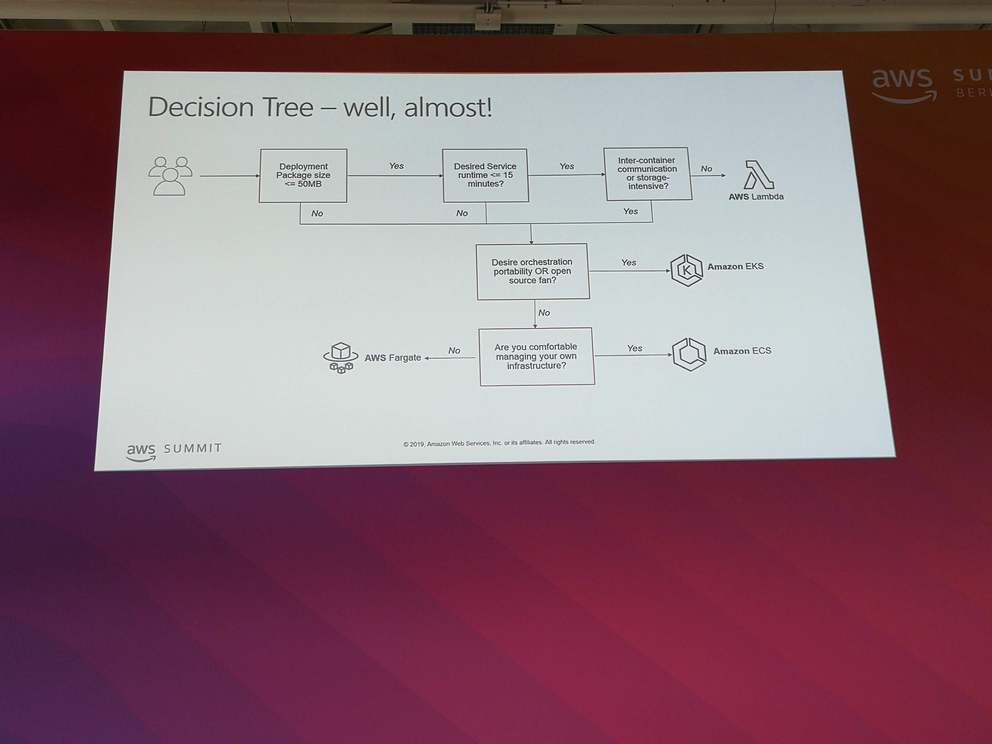 aws SU
BER
Decision Tree – well, almost!
Deployment
Package size
<= 50MB
Yes
Desired Service
runtime <= 15
minutes?
Yes
Inter-container
communication
or storage-
intensive?
No
AWS Lambda
No
No
Yes
Desire orchestration
portability OR open
source fan?
Yes
K
Amazon EKS
No
Are you comfortable
managing your own
infrastructure?
No
AWS Fargate
Yes
Amazon ECS
aws SUMMIT
© 2019, Amazon Web Services, Inc. or its affiliates. All rights reserved.